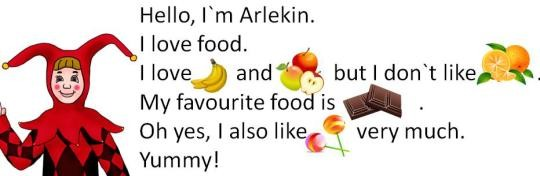 Hello, I`m Arlekin.
I love food.
I love and but I don`t like .
My favourite food is .
Oh yes, I also like very much.
Yummy!